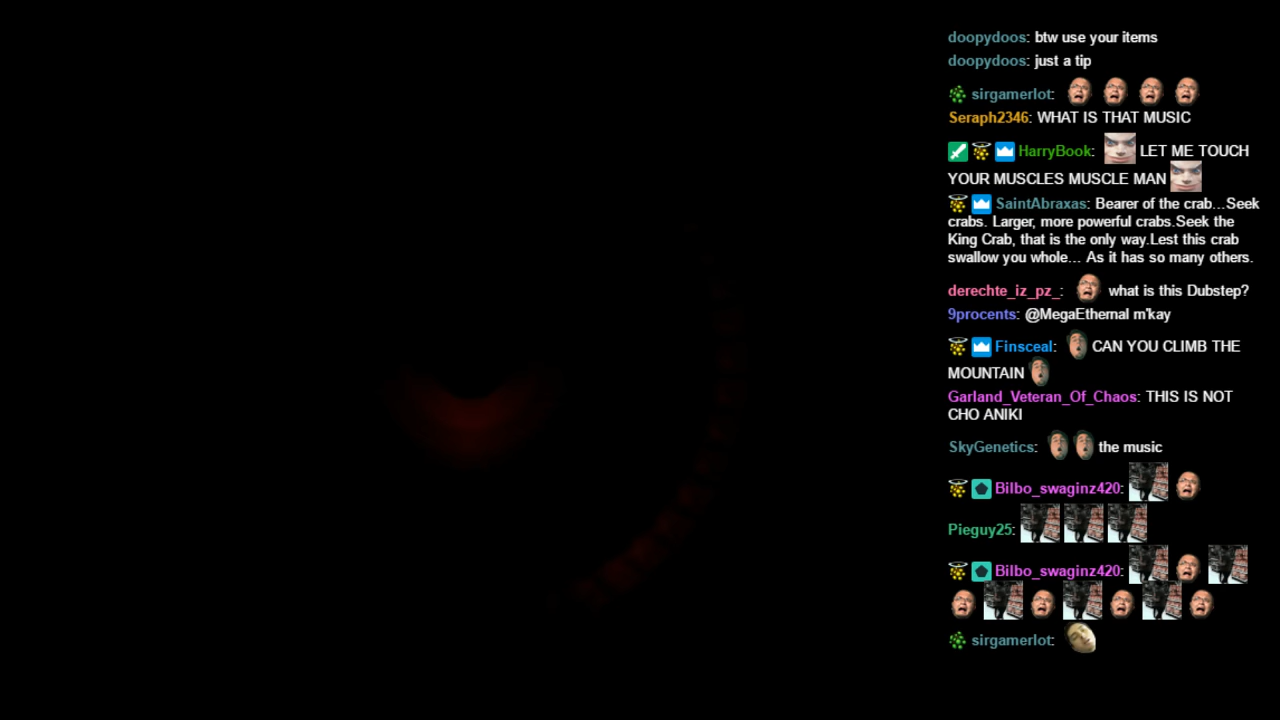 doopydoos: btw use your items
doopydoos: just a tip
sirgamerlot:
Seraph2346: WHAT IS THAT MUSIC
HarryBook: LET ME TOUCH
YOUR MUSCLES MUSCLE MAN
SaintAbraxas: Bearer of the crab...Seek
crabs. Larger, more powerful crabs.Seek the
King Crab, that is the only way.Lest this crab
swallow you whole... As it has so many others.
derechte_iz_pz_: what is this Dubstep?
9procents: @MegaEthernal m'kay
Finsceal: CAN YOU CLIMB THE
MOUNTAIN
Garland_Veteran_Of_Chaos: THIS IS NOT
CHO ANIKI
SkyGenetics: the music
Bilbo_swaginz420:
Pieguy25:
Bilbo_swaginz420:
sirgamerlot: